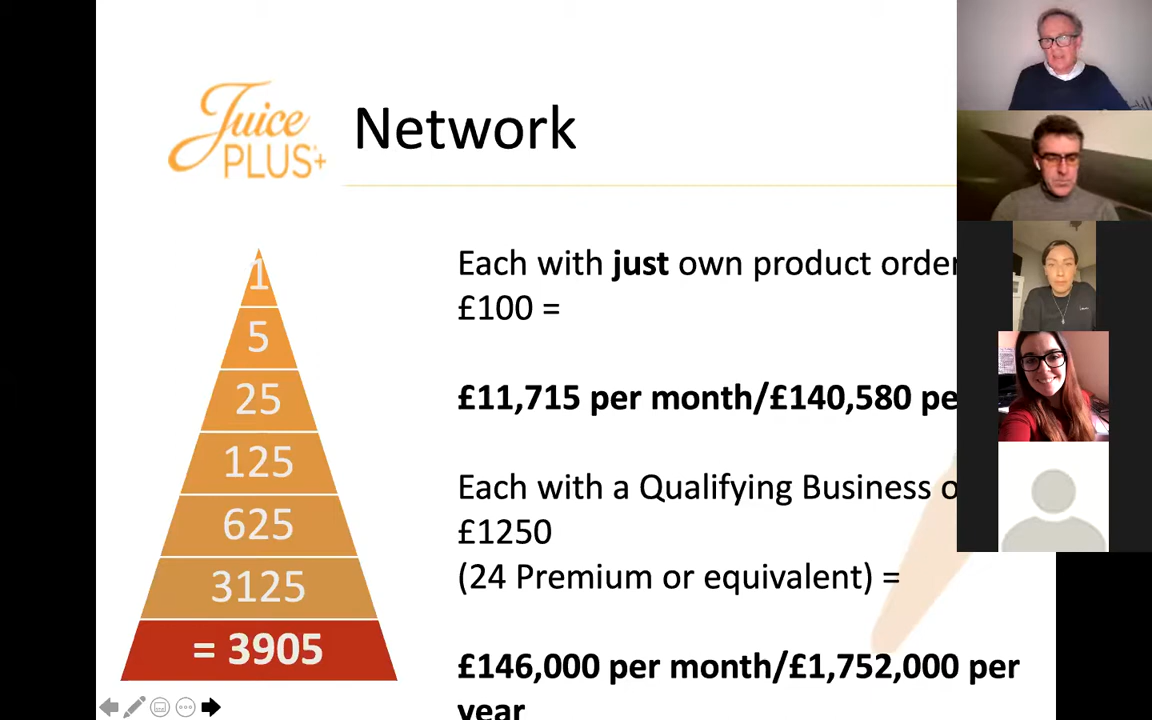 Juice
PLUS+
Network
1
5
25
125
625
3125
= 3905
Each with just own product order
£100 =
£11,715 per month/£140,580 pe
Each with a Qualifying Business o
£1250
(24 Premium or equivalent) =
£146,000 per month/£1,752,000 per
year